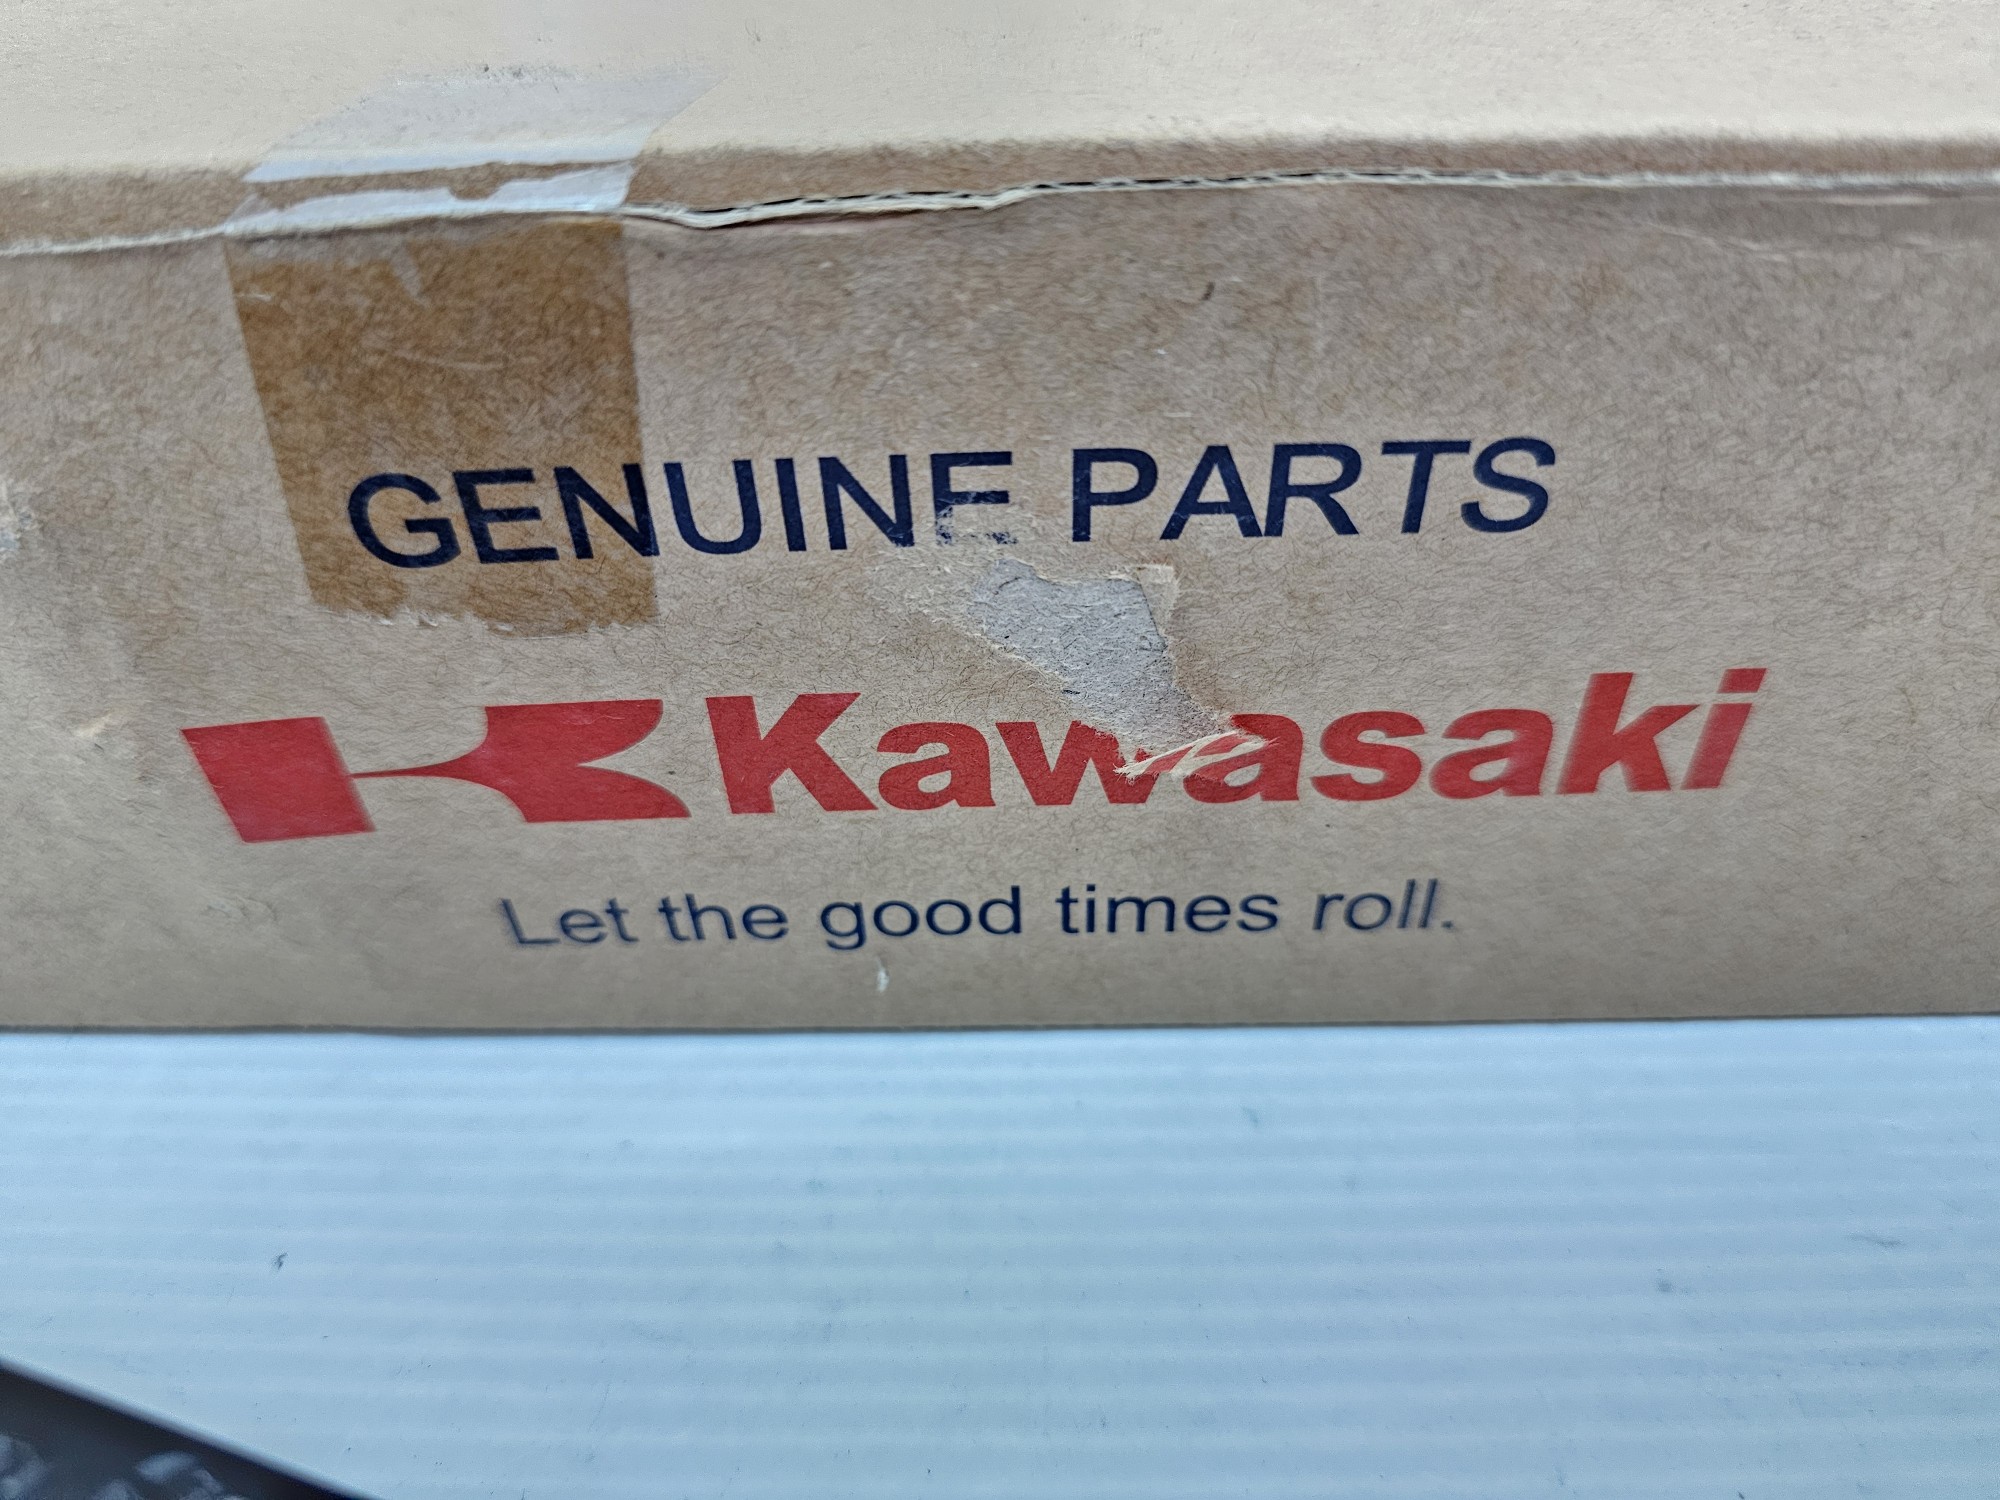 GENUINE PARTS
Kawasaki
Let the good times roll.